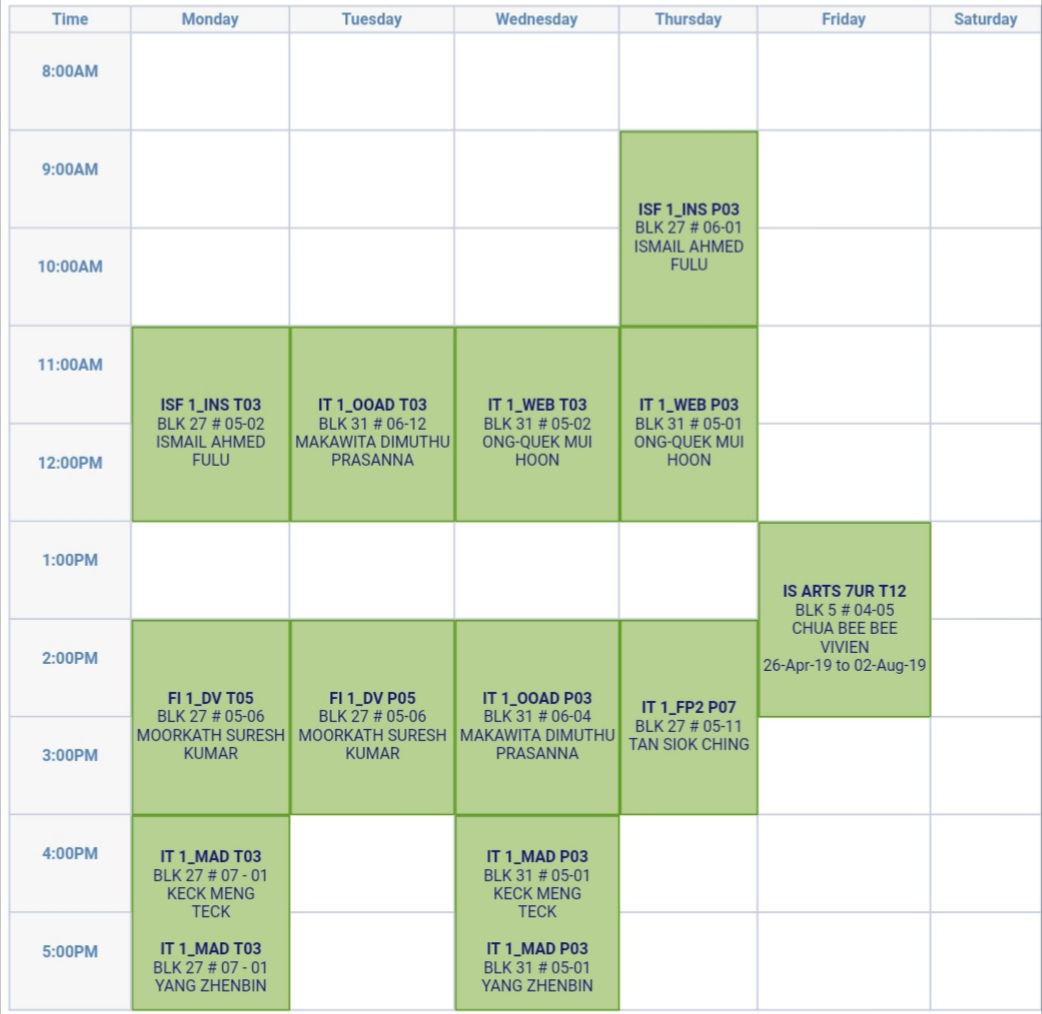 Time Monday Tuesday Wednesday Thursday Friday Saturday
8:00AM
9:00AM
ISF 1_INS P03
BLK 27 # 06-01
ISMAIL AHMED
FULU
10:00AM
11:00AM
ISF 1_INS T03
BLK 27 # 05-02
ISMAIL AHMED
FULU
IT 1_OOAD T03
BLK 31 # 06-12
MAKAWITA DIMUTHU
PRASANNA
IT 1_WEB T03
BLK 31 # 05-02
ONG-QUEK MUI
HOON
IT 1_WEB P03
BLK 31 # 05-01
ONG-QUEK MUI
HOON
12:00PM
1:00PM
IS ARTS 7UR T12
BLK 5 # 04-05
CHUA BEE BEE
VIVIEN
26-Apr-19 to 02-Aug-19
2:00PM
FI 1_DV T05
BLK 27 # 05-06
MOORKATH SURESH
KUMAR
FI 1_DV P05
BLK 27 # 05-06
MOORKATH SURESH
KUMAR
IT 1_OOAD P03
BLK 31 # 06-04
MAKAWITA DIMUTHU
PRASANNA
IT 1_FP2 P07
BLK 27 # 05-11
TAN SIOK CHING
3:00PM
4:00PM
IT 1_MAD T03
BLK 27 # 07 - 01
KECK MENG
TECK
IT 1_MAD T03
BLK 27 # 07 - 01
YANG ZHENBIN
IT 1_MAD P03
BLK 31 # 05-01
KECK MENG
TECK
IT 1_MAD P03
BLK 31 # 05-01
YANG ZHENBIN
5:00PM